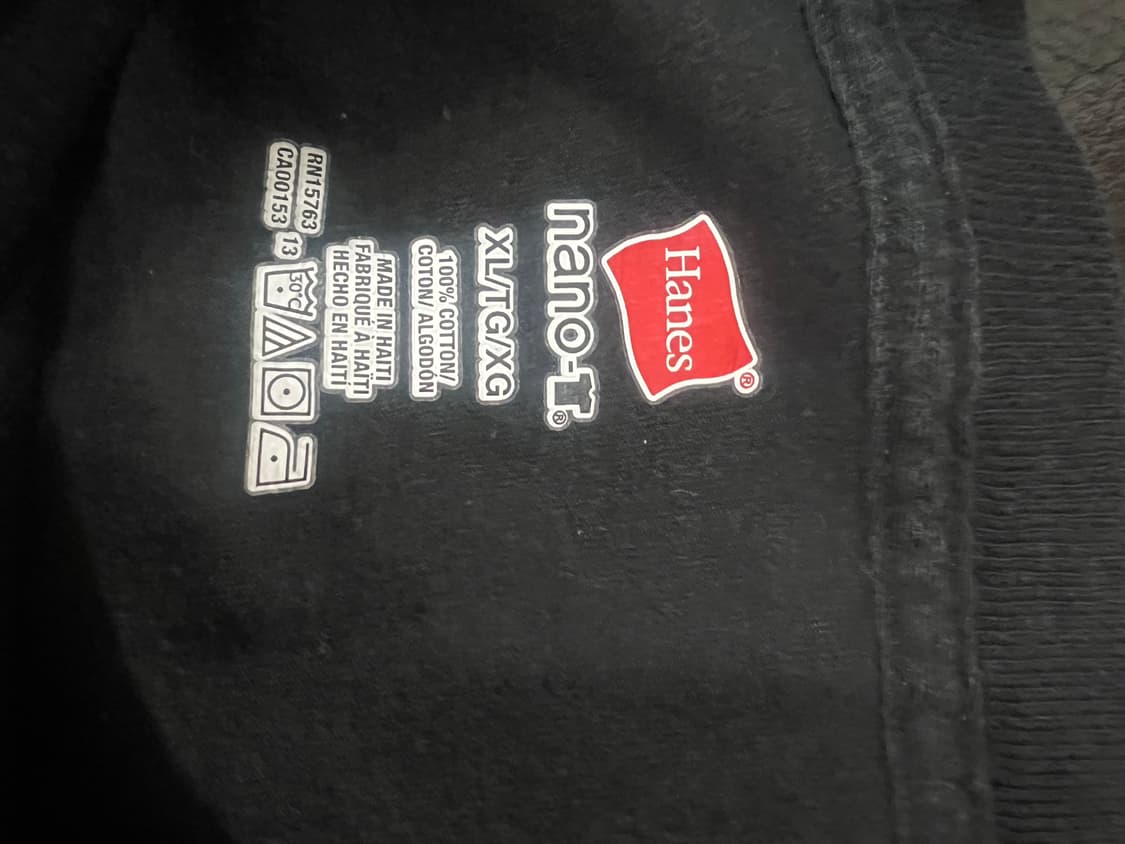 Hanes®
nano-T®
XL/TG/XG
100% COTTON/
COTON/ ALGODÓN
MADE IN HAITI
FABRIQUÉ À HAÏTI
HECHO EN HAITÍ
RN15763
CA00153 13
30°C